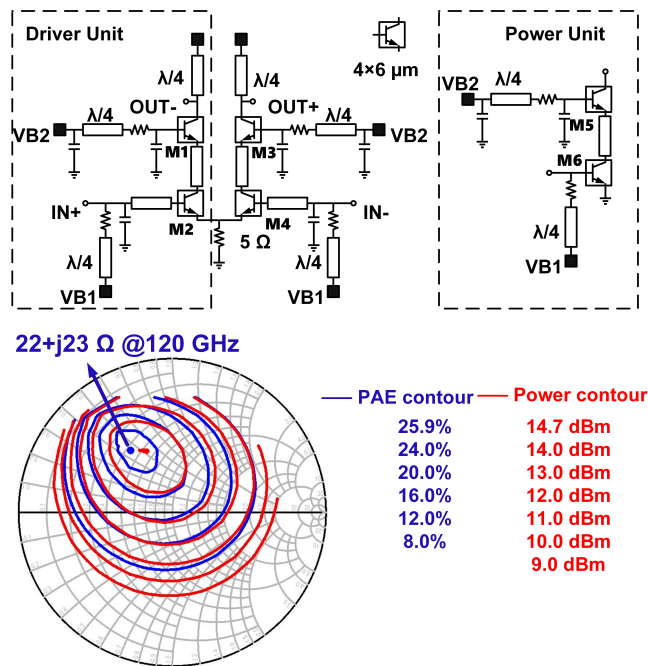 Driver Unit
Power Unit
λ/4
λ/4
4×6 μm
λ/4
OUT-
OUT+
λ/4
VB2
VB2
M1
M3
VB2
λ/4
M5
M6
IN+
M2
M4
IN-
5 Ω
λ/4
λ/4
λ/4
VB1
VB1
VB1
22+j23 Ω @120 GHz
PAE contour
Power contour
25.9%
14.7 dBm
24.0%
14.0 dBm
20.0%
13.0 dBm
16.0%
12.0 dBm
12.0%
11.0 dBm
8.0%
10.0 dBm
9.0 dBm